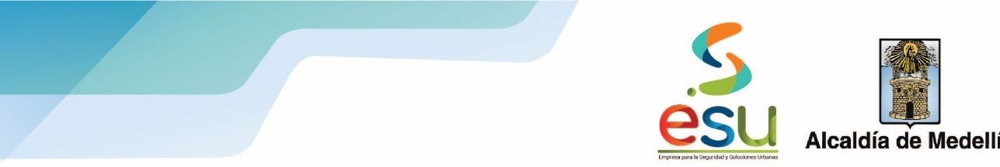 esu
Empresa para la Seguridad y Soluciones Urbanas
Alcaldía de Medellí